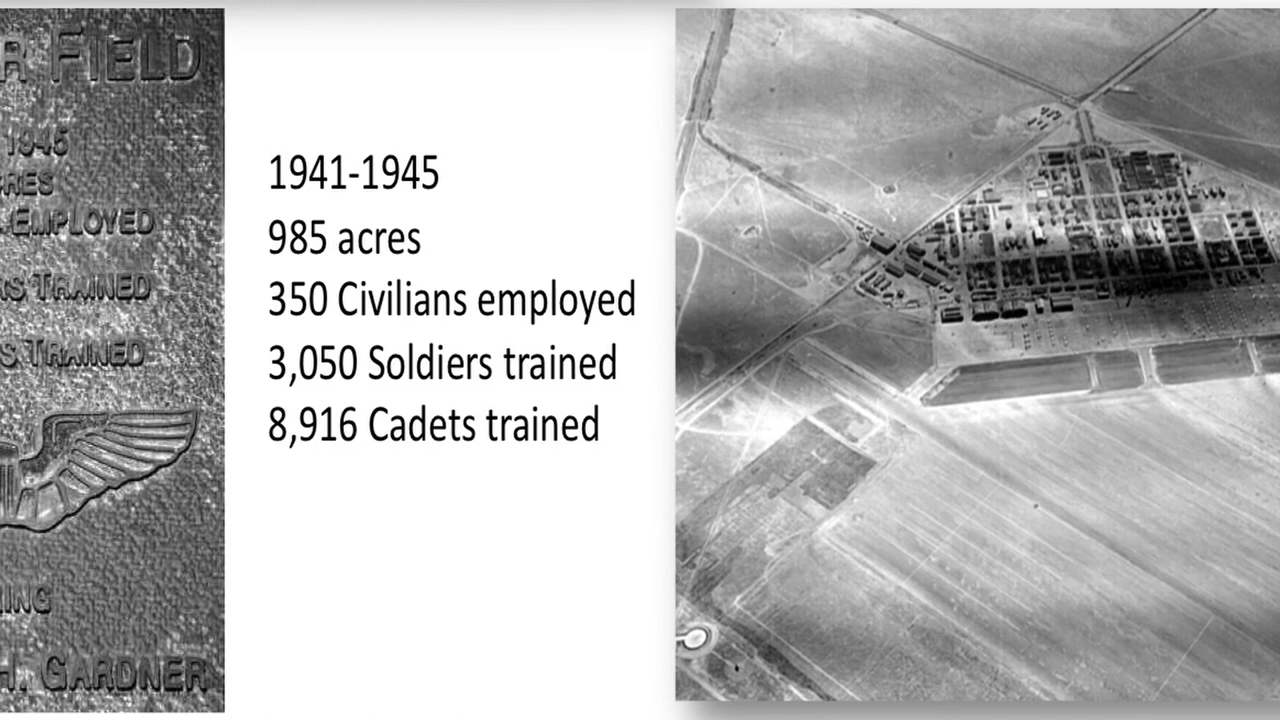 R FIELD
1945
CRES
EMPLOYED
RS TRAINED
S TRAINED
ING
H. GARDNER
1941-1945
985 acres
350 Civilians employed
3,050 Soldiers trained
8,916 Cadets trained